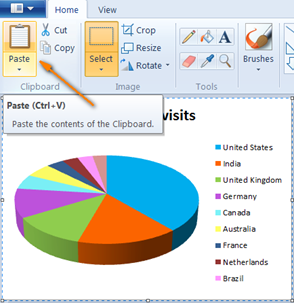 Home View
Cut
Copy
Paste
Clipboard
Crop
Resize
Rotate
Select
Image
Tools
Brushes
Paste (Ctrl+V)
Paste the contents of the Clipboard.
visits
United States
India
United Kingdom
Germany
Canada
Australia
France
Netherlands
Brazil